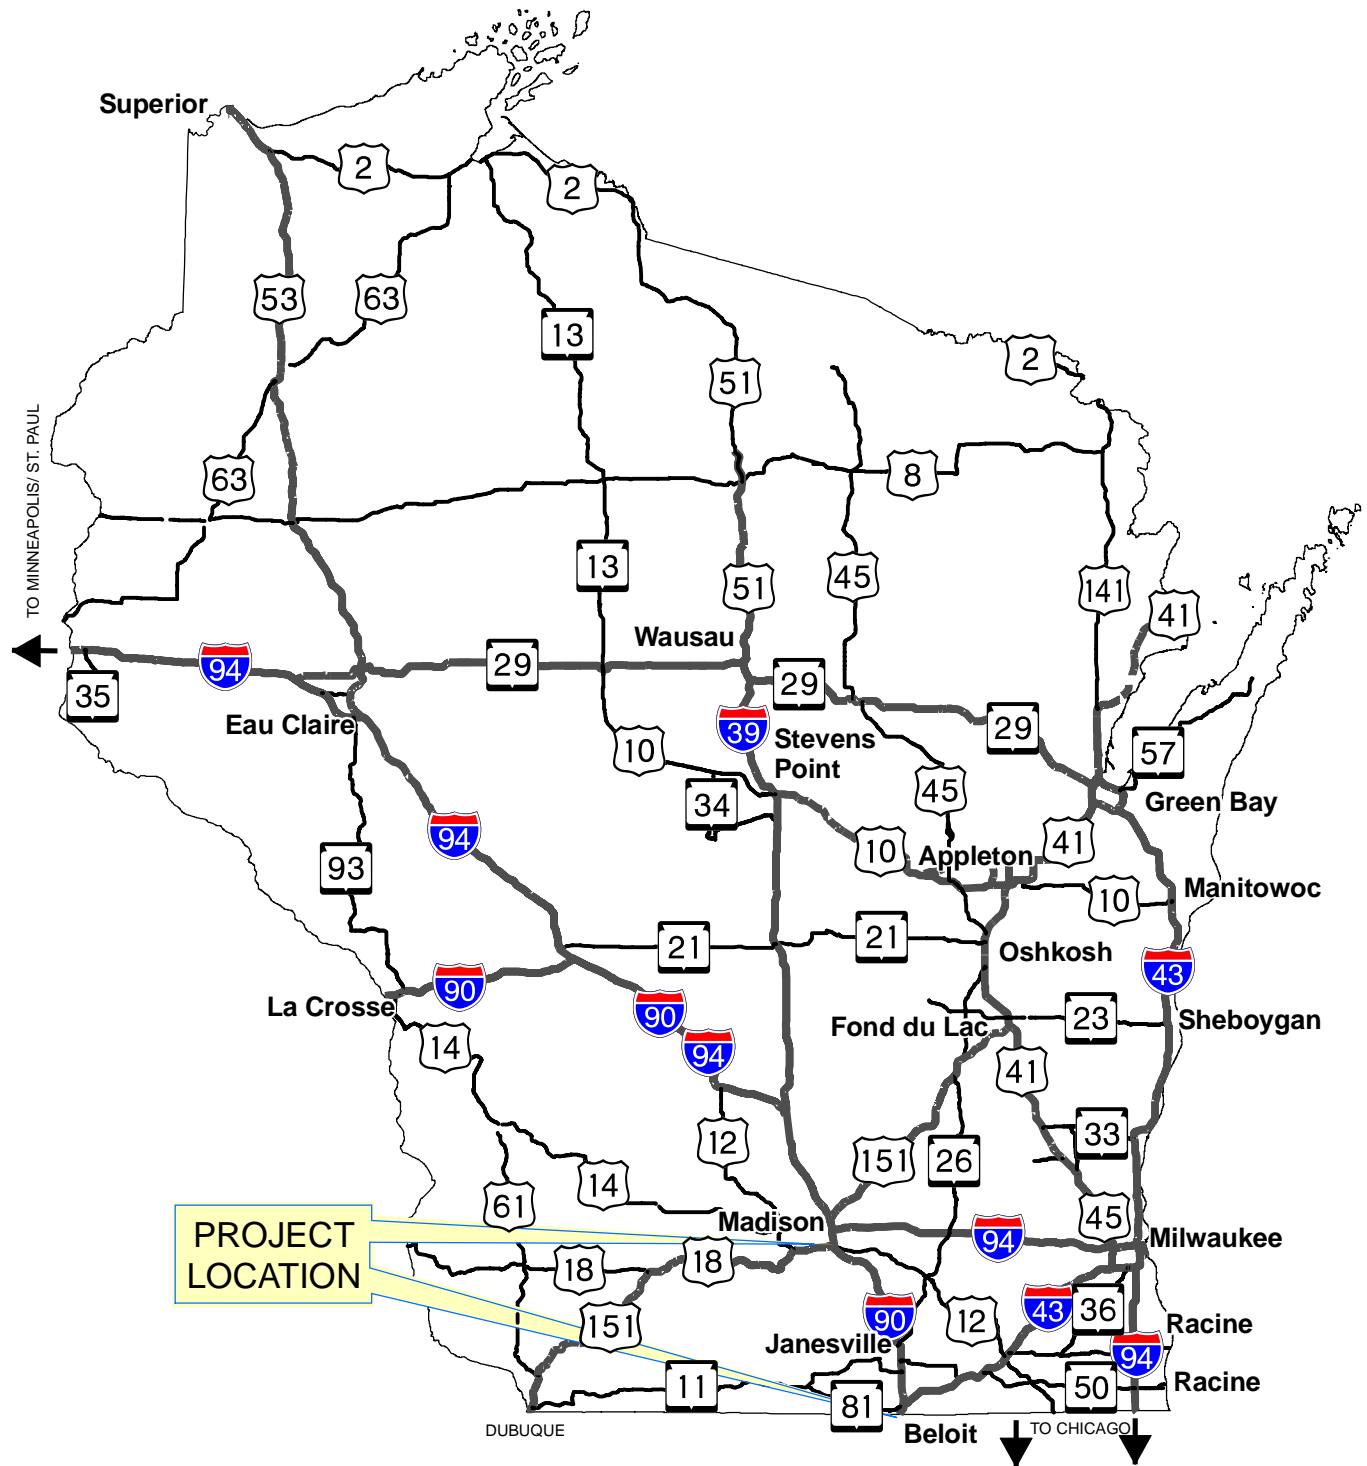 Superior
2
2
53
63
13
2
51
TO MINNEAPOLIS/ ST. PAUL
63
8
13
51
45
141
41
Wausau
94
29
29
35
39
29
Eau Claire
Stevens
Point
10
57
34
45
Green Bay
94
10
41
Appleton
93
10
Manitowoc
21
21
Oshkosh
43
90
La Crosse
90
Fond du Lac
23
Sheboygan
14
94
41
12
33
151
26
14
61
Madison
45
PROJECT
LOCATION
94
Milwaukee
18
18
151
90
12
43
36
Racine
Janesville
94
11
81
50
Racine
DUBUQUE
Beloit
TO CHICAGO